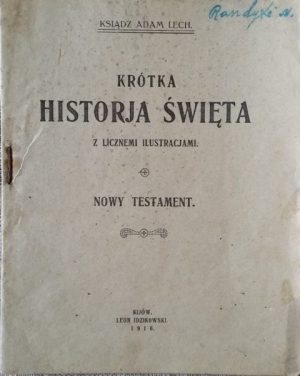 KSIĄDZ ADAM LECH.
KRÓTKA
HISTORJA ŚWIĘTA
Z LICZNEMI ILUSTRACJAMI.
NOWY TESTAMENT.
KIJÓW.
LEON IDZIKOWSKI.
1916.